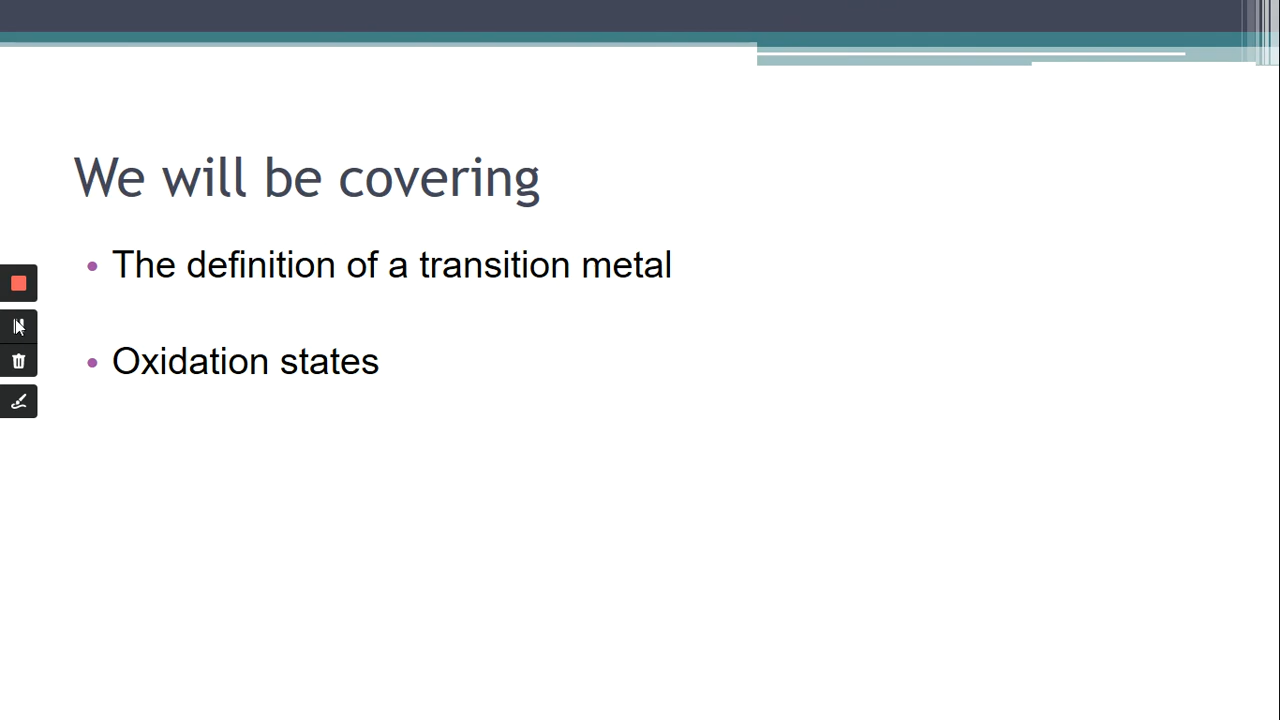 We will be covering
• The definition of a transition metal
• Oxidation states